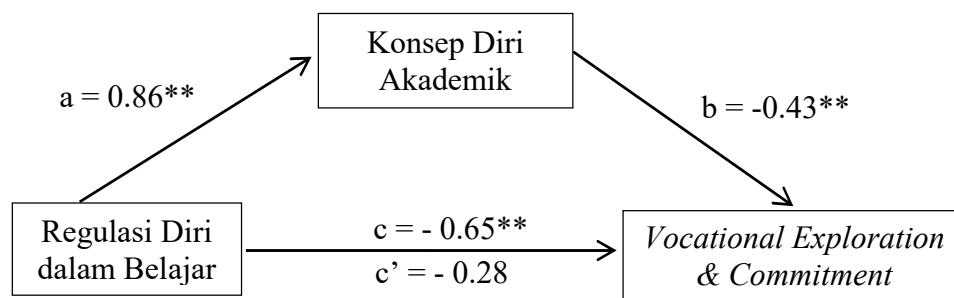 Konsep Diri
Akademik
a = 0.86**
b = -0.43**
Regulasi Diri
dalam Belajar
c = - 0.65**
c’ = - 0.28
Vocational Exploration
& Commitment